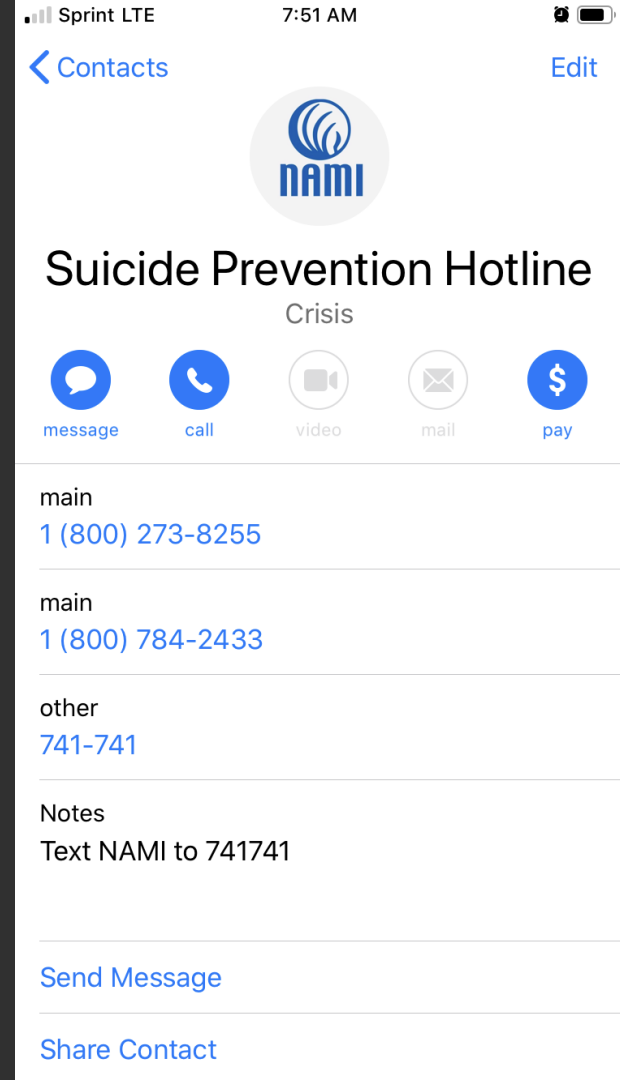 Sprint LTE 7:51 AM
Contacts Edit
NAMI
Suicide Prevention Hotline
Crisis
message call video mail pay
main
1 (800) 273-8255
main
1 (800) 784-2433
other
741-741
Notes
Text NAMI to 741741
Send Message
Share Contact